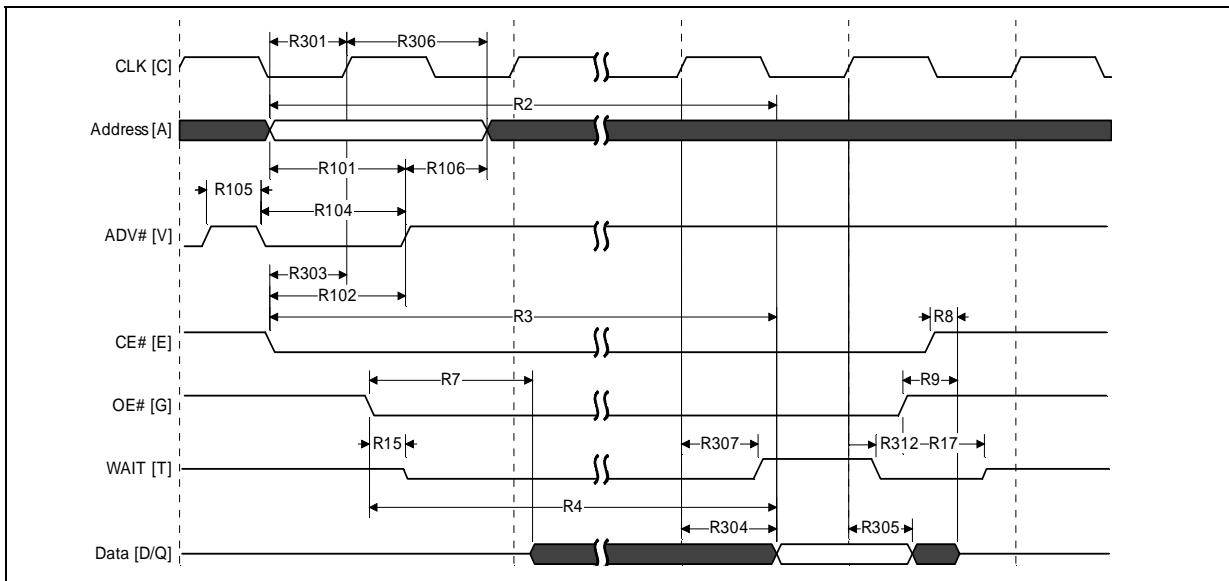 R301 R306
CLK [C]
R2
Address [A]
R101 R106
R105
R104
ADV# [V]
R303
R102
R3 R8
CE# [E]
R7 R9
OE# [G]
R15 R307 R312 R17
WAIT [T]
R4
R304 R305
Data [D/Q]